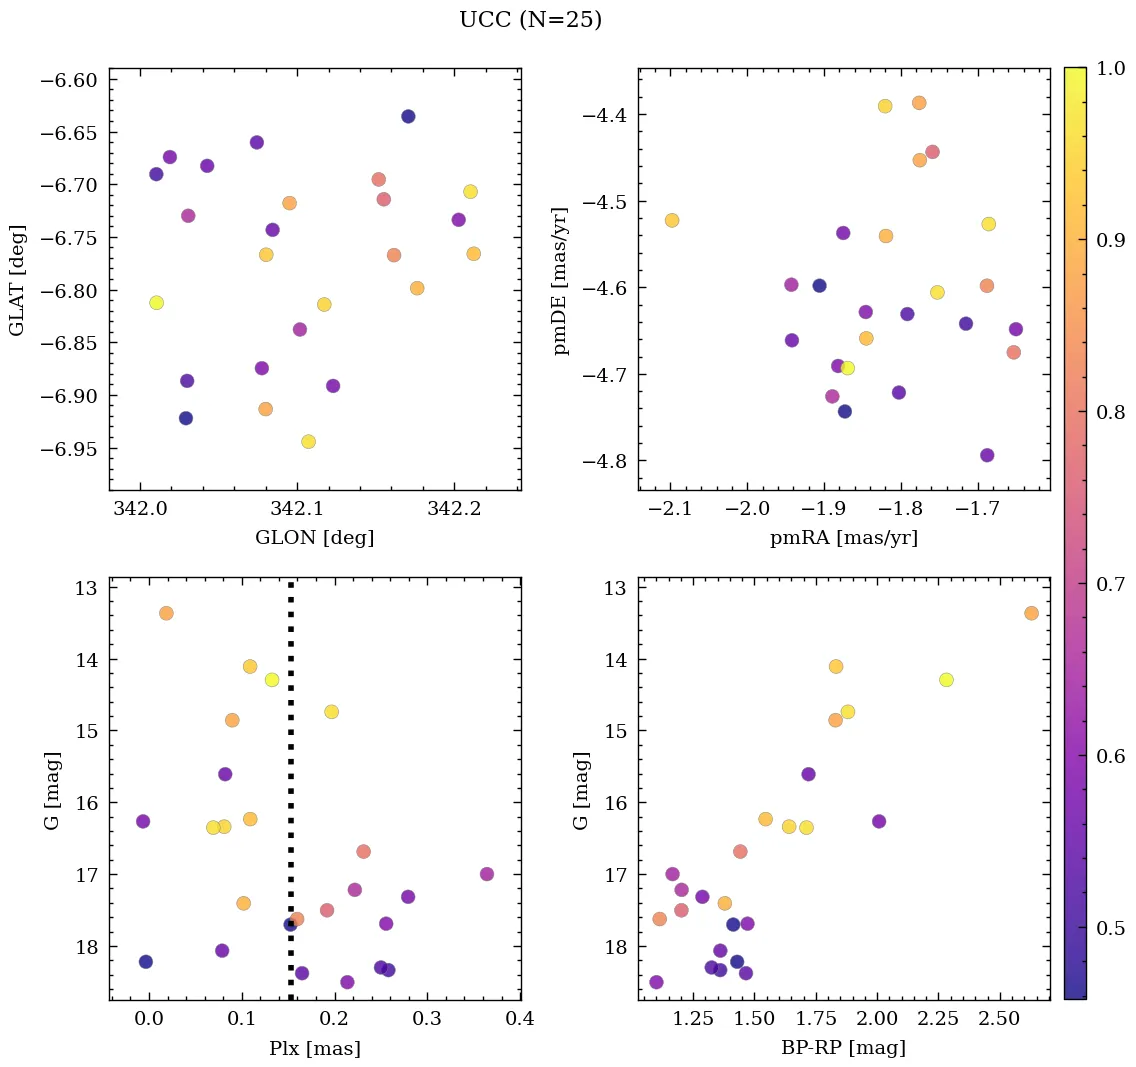 UCC (N=25)
−6.60
−6.65
−6.70
−6.75
−6.80
−6.85
−6.90
−6.95
GLAT [deg]
342.0 342.1 342.2
GLON [deg]
−4.4
−4.5
−4.6
−4.7
−4.8
pmDE [mas/yr]
−2.1 −2.0 −1.9 −1.8 −1.7
pmRA [mas/yr]
13
14
15
16
17
18
G [mag]
0.0 0.1 0.2 0.3 0.4
Plx [mas]
13
14
15
16
17
18
G [mag]
1.25 1.50 1.75 2.00 2.25 2.50
BP-RP [mag]
1.0
0.9
0.8
0.7
0.6
0.5